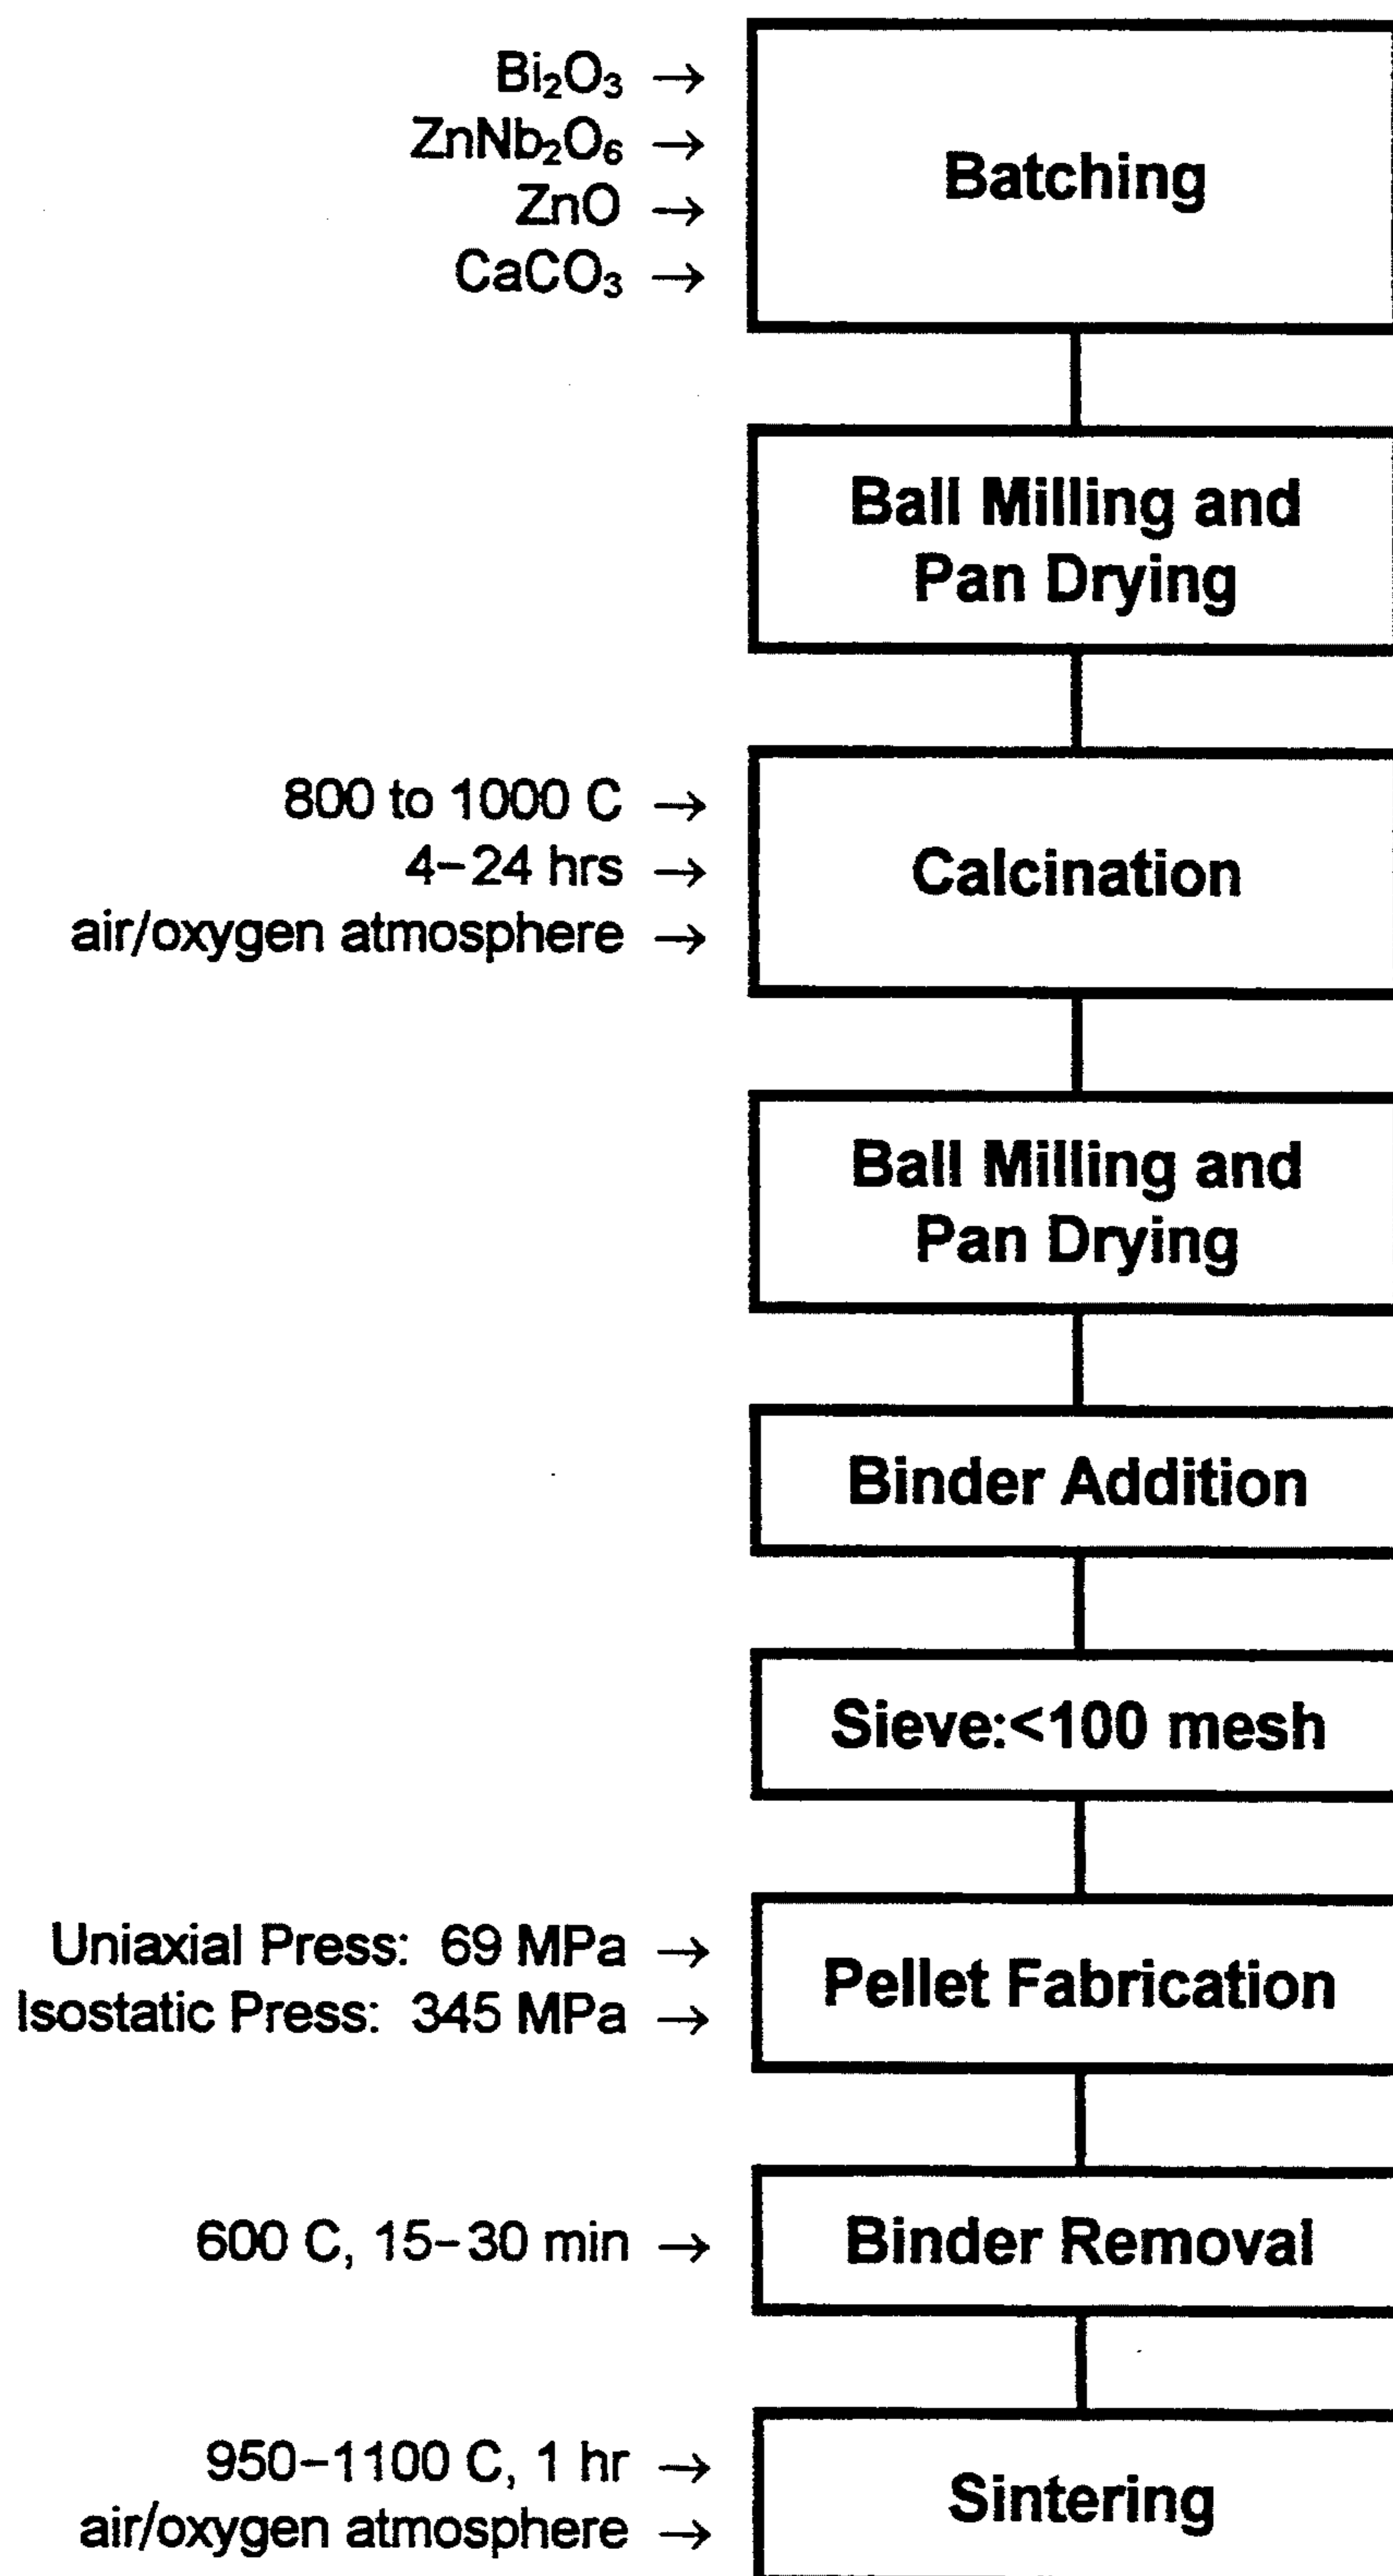 Bi₂O₃ →
ZnNb₂O₆ →
ZnO →
CaCO₃ →
Batching
Ball Milling and
Pan Drying
800 to 1000 C →
4–24 hrs →
air/oxygen atmosphere →
Calcination
Ball Milling and
Pan Drying
Binder Addition
Sieve:<100 mesh
Uniaxial Press: 69 MPa →
Isostatic Press: 345 MPa →
Pellet Fabrication
600 C, 15–30 min →
Binder Removal
950–1100 C, 1 hr →
air/oxygen atmosphere →
Sintering